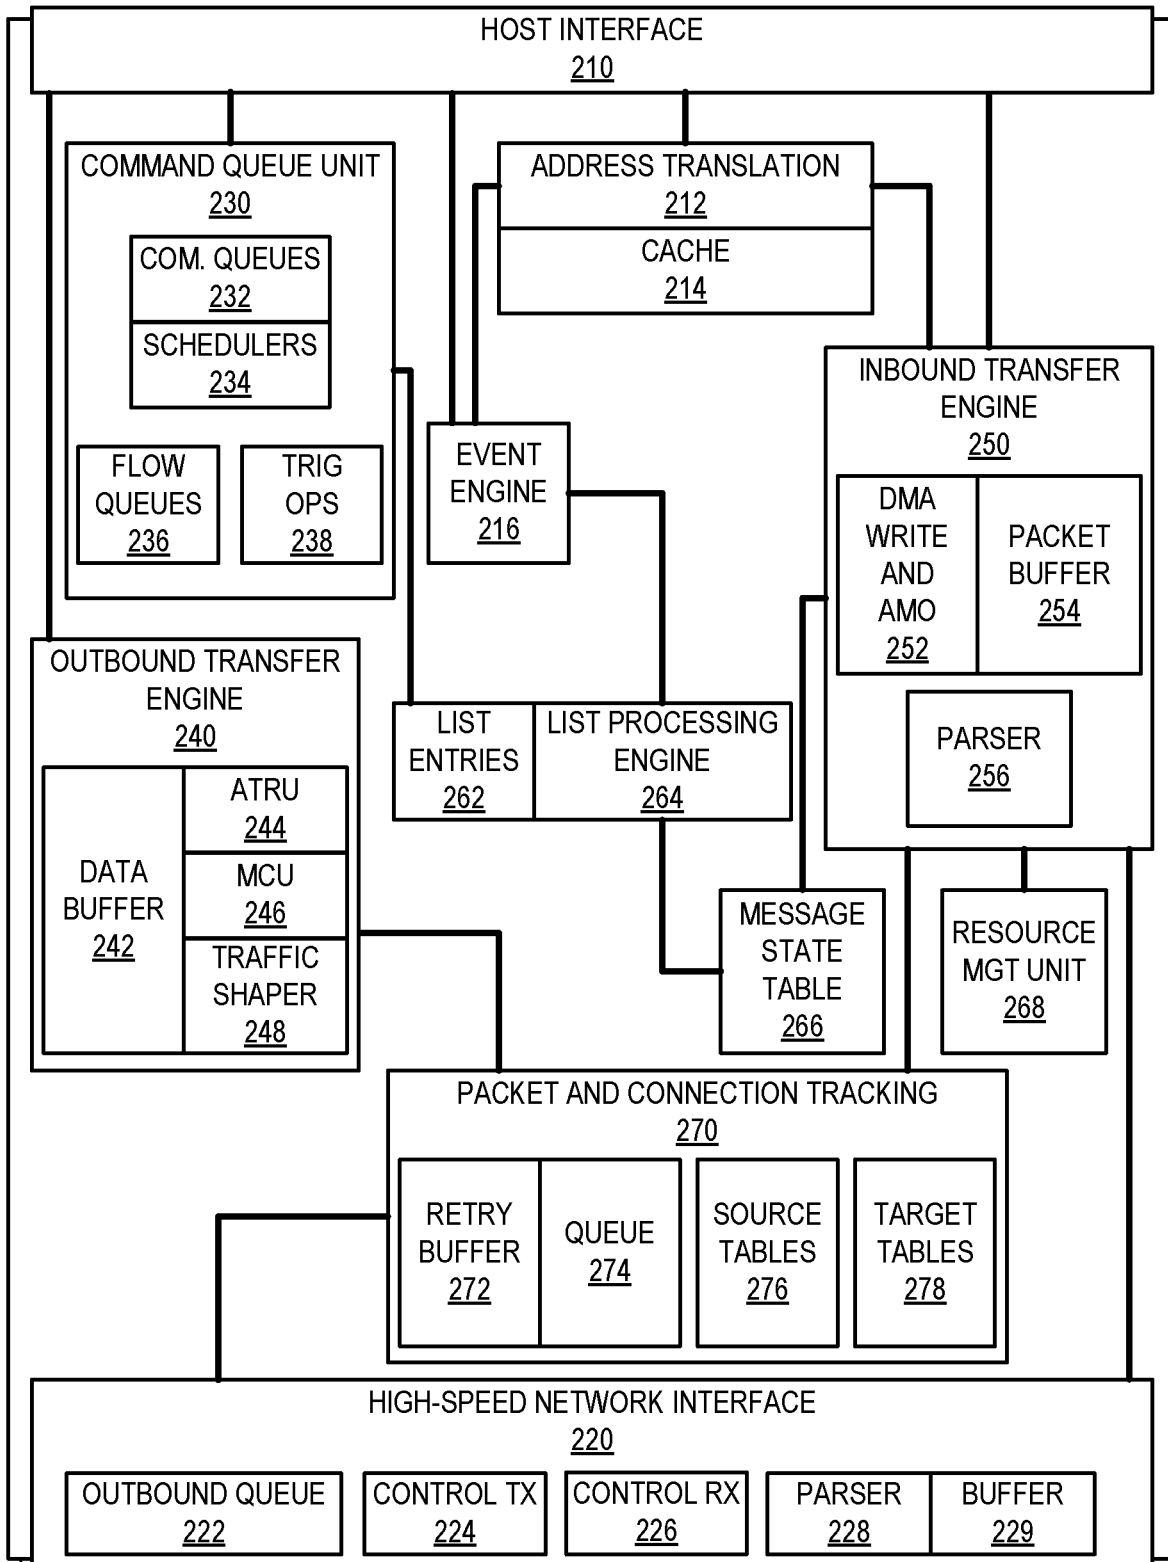 HOST INTERFACE
210
COMMAND QUEUE UNIT
230
COM. QUEUES
232
SCHEDULERS
234
FLOW
QUEUES
236
TRIG
OPS
238
ADDRESS TRANSLATION
212
CACHE
214
EVENT
ENGINE
216
INBOUND TRANSFER
ENGINE
250
DMA
WRITE
AND
AMO
252
PACKET
BUFFER
254
PARSER
256
OUTBOUND TRANSFER
ENGINE
240
DATA
BUFFER
242
ATRU
244
MCU
246
TRAFFIC
SHAPER
248
LIST
ENTRIES
262
LIST PROCESSING
ENGINE
264
MESSAGE
STATE
TABLE
266
RESOURCE
MGT UNIT
268
PACKET AND CONNECTION TRACKING
270
RETRY
BUFFER
272
QUEUE
274
SOURCE
TABLES
276
TARGET
TABLES
278
HIGH-SPEED NETWORK INTERFACE
220
OUTBOUND QUEUE
222
CONTROL TX
224
CONTROL RX
226
PARSER
228
BUFFER
229